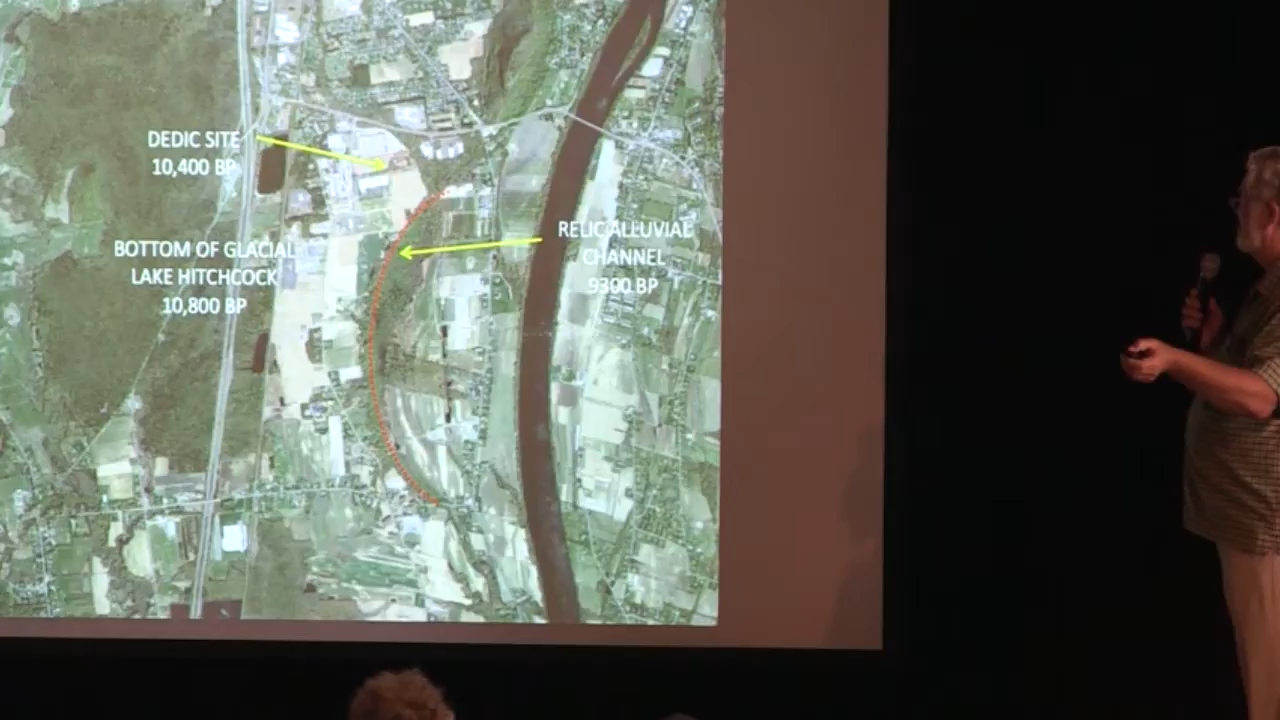 DEDIC SITE
10,400 BP
BOTTOM OF GLACIAL
LAKE HITCHCOCK
10,800 BP
RELIC ALLUVIAL
CHANNEL
9300 BP